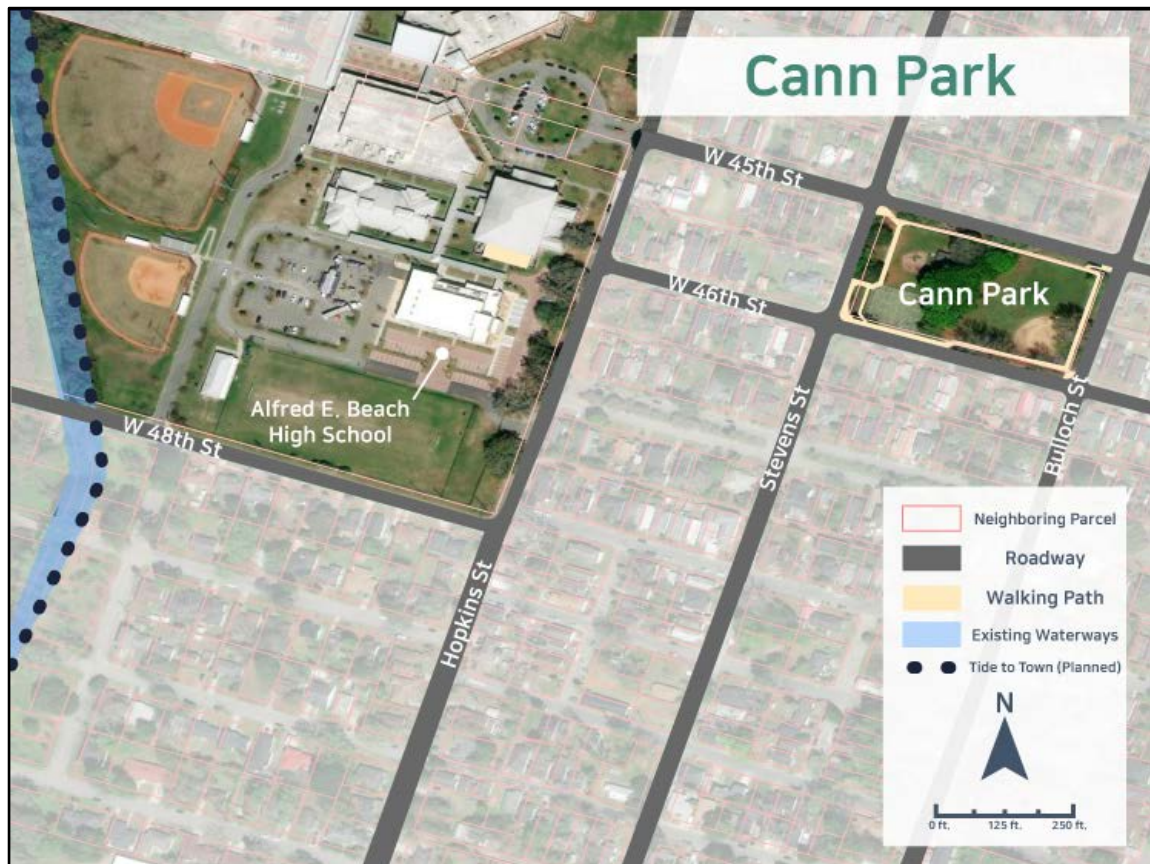 Cann Park
W 45th St
W 46th St
Cann Park
Alfred E. Beach
High School
W 48th St
Hopkins St
Stevens St
Bulloch St
Neighboring Parcel
Roadway
Walking Path
Existing Waterways
Tide to Town (Planned)
N
0 ft. 125 ft. 250 ft.